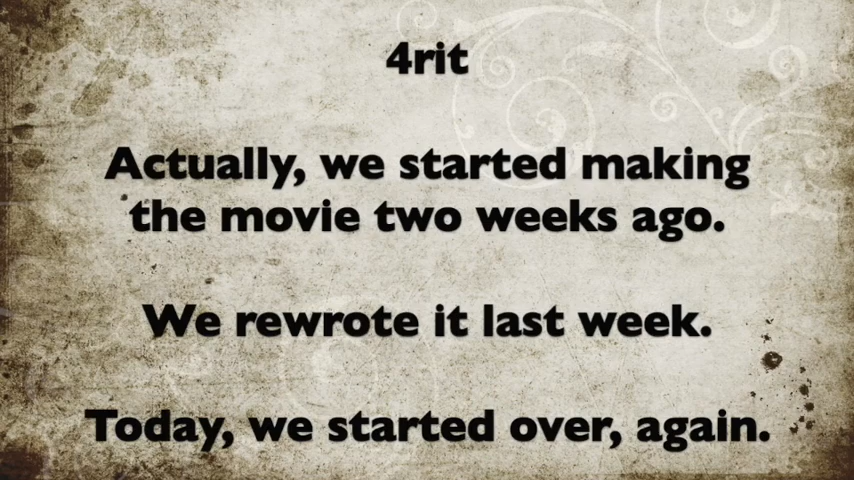 4rit
Actually, we started making
the movie two weeks ago.
We rewrote it last week.
Today, we started over, again.